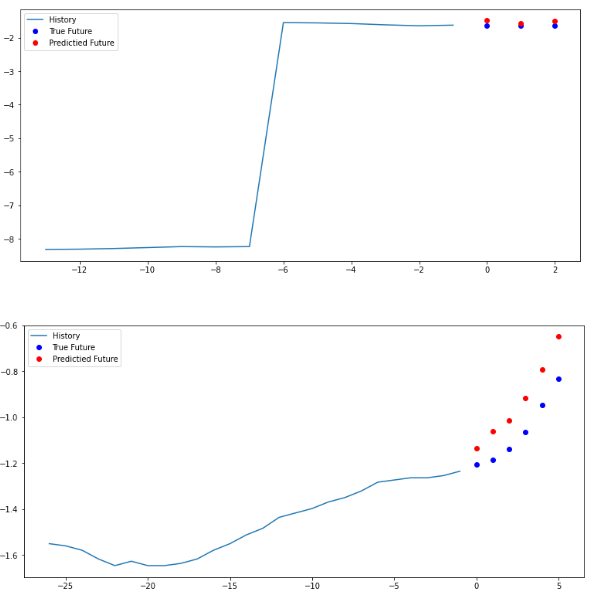 History
True Future
Predictied Future
−2
−3
−4
−5
−6
−7
−8
−12 −10 −8 −6 −4 −2 0 2
−0.6
History
True Future
Predictied Future
−0.8
−1.0
−1.2
−1.4
−1.6
−25 −20 −15 −10 −5 0 5